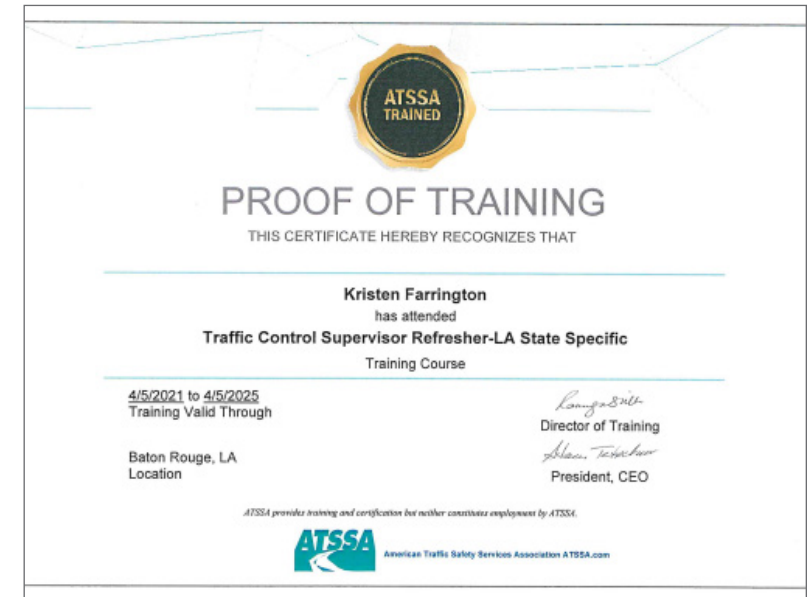 ATSSA
TRAINED
PROOF OF TRAINING
THIS CERTIFICATE HEREBY RECOGNIZES THAT
Kristen Farrington
has attended
Traffic Control Supervisor Refresher-LA State Specific
Training Course
4/5/2021 to 4/5/2025
Training Valid Through
Director of Training
Baton Rouge, LA
Location
President, CEO
ATSSA provides training and certification but neither constitutes employment by ATSSA.
ATSSA
American Traffic Safety Services Association ATSSA.com